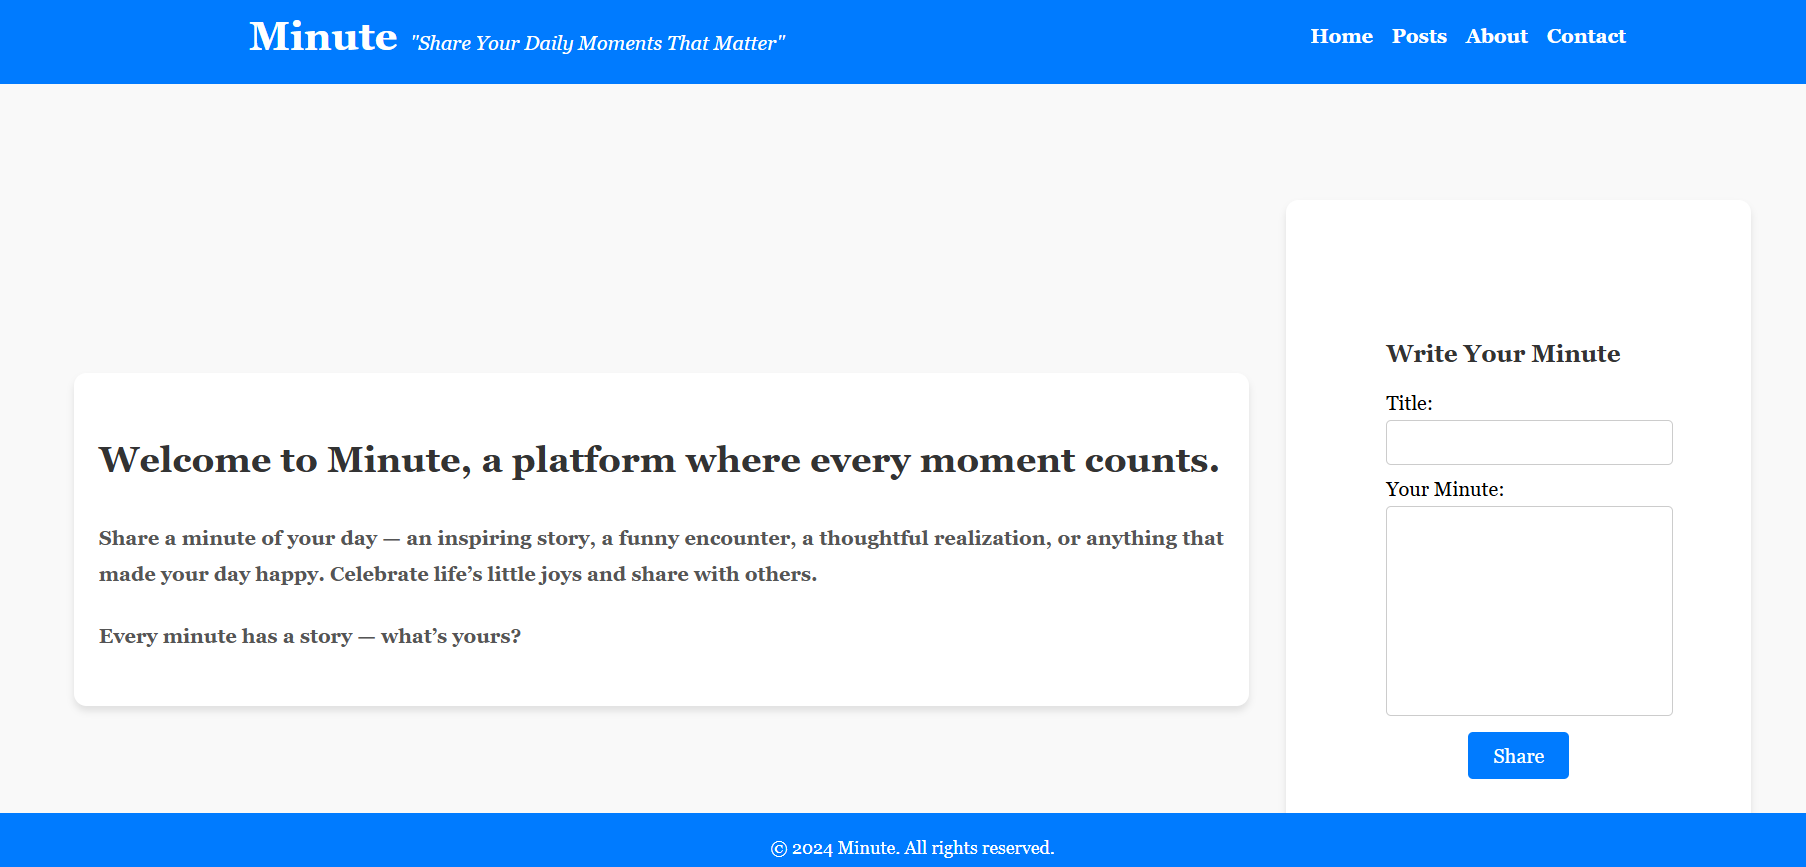 Minute "Share Your Daily Moments That Matter"
Home Posts About Contact
Welcome to Minute, a platform where every moment counts.
Share a minute of your day — an inspiring story, a funny encounter, a thoughtful realization, or anything that
made your day happy. Celebrate life’s little joys and share with others.
Every minute has a story — what’s yours?
Write Your Minute
Title:
Your Minute:
Share
© 2024 Minute. All rights reserved.